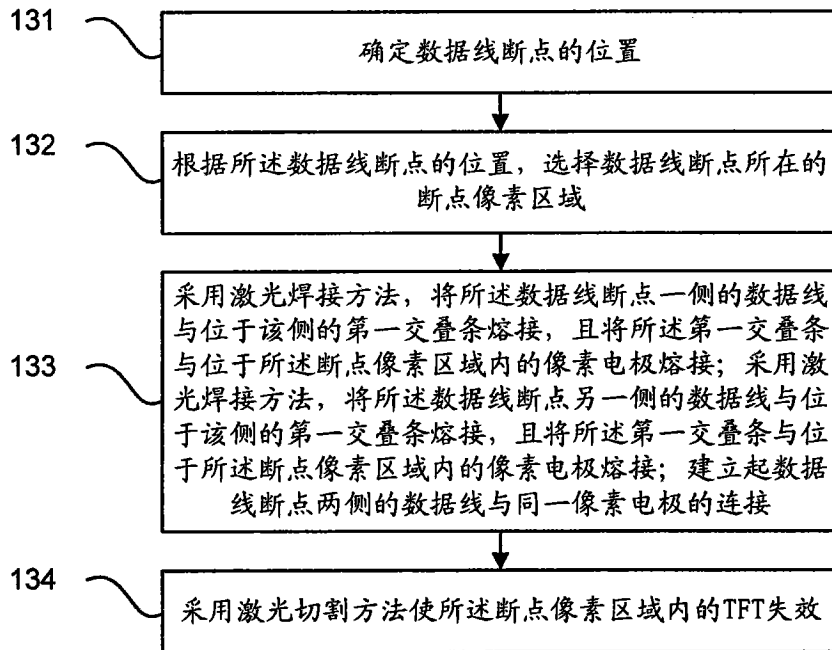 131
确定数据线断点的位置
132
根据所述数据线断点的位置，选择数据线断点所在的
断点像素区域
133
采用激光焊接方法，将所述数据线断点一侧的数据线
与位于该侧的第一交叠条熔接，且将所述第一交叠条
与位于所述断点像素区域内的像素电极熔接；采用激
光焊接方法，将所述数据线断点另一侧的数据线与位
于该侧的第一交叠条熔接，且将所述第一交叠条与位
于所述断点像素区域内的像素电极熔接；建立起数据
线断点两侧的数据线与同一像素电极的连接
134
采用激光切割方法使所述断点像素区域内的TFT失效